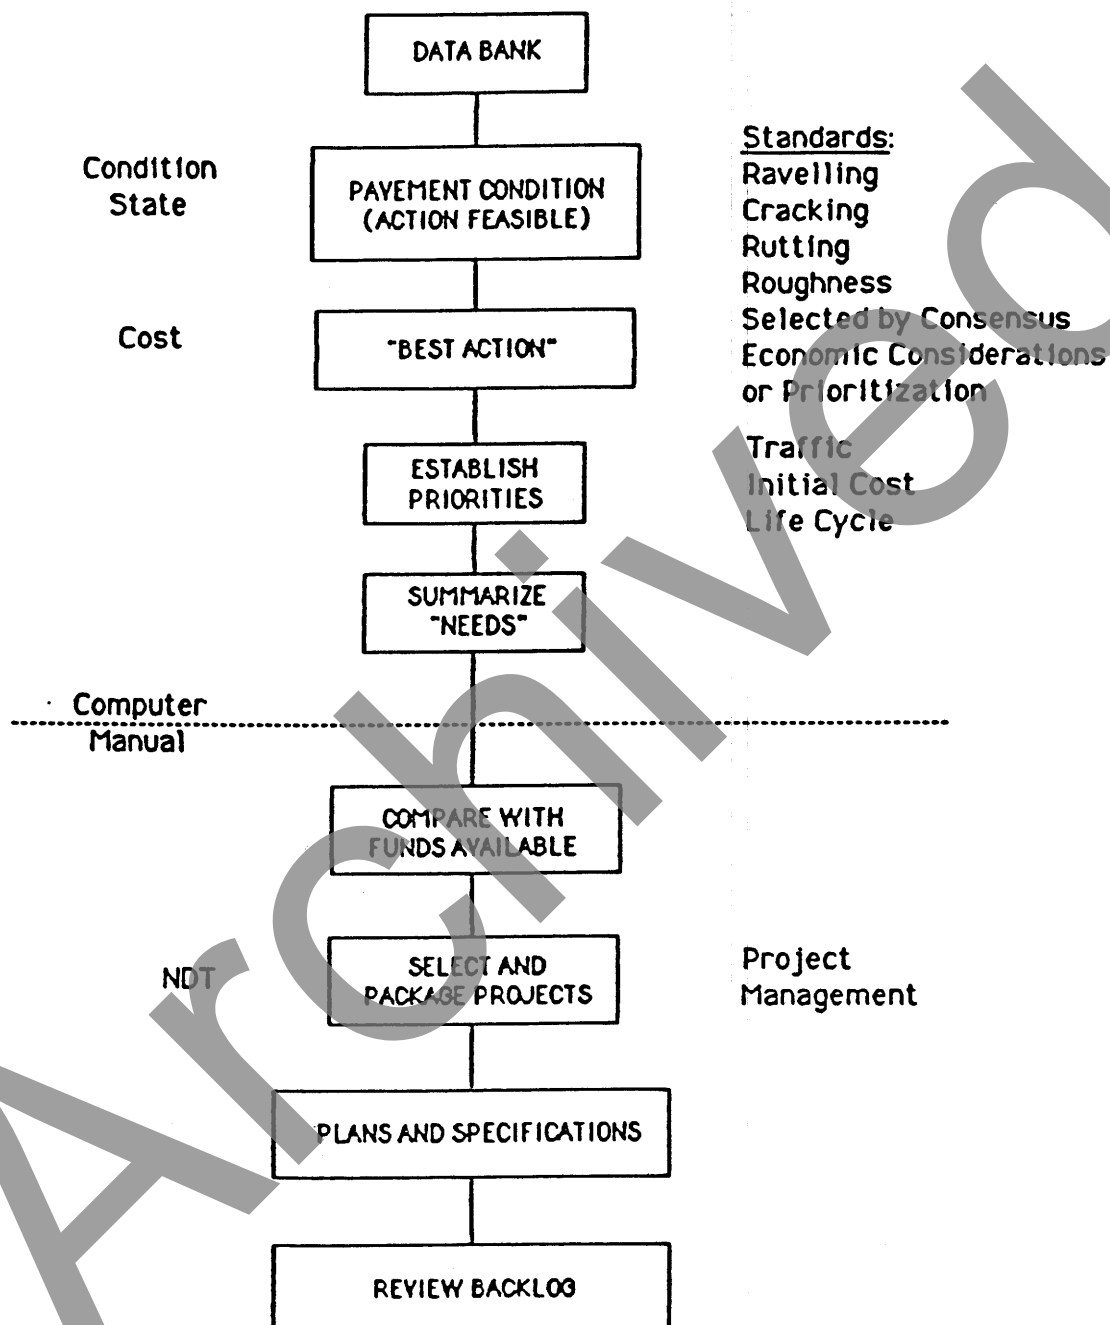 DATA BANK
Condition
State
PAVEMENT CONDITION
(ACTION FEASIBLE)
Standards:
Ravelling
Cracking
Rutting
Roughness
Selected by Consensus
Economic Considerations
or Prioritization
Cost
"BEST ACTION"
Traffic
Initial Cost
Life Cycle
ESTABLISH
PRIORITIES
SUMMARIZE
"NEEDS"
Computer
Manual
COMPARE WITH
FUNDS AVAILABLE
NDT
SELECT AND
PACKAGE PROJECTS
Project
Management
PLANS AND SPECIFICATIONS
REVIEW BACKLOG
Archived